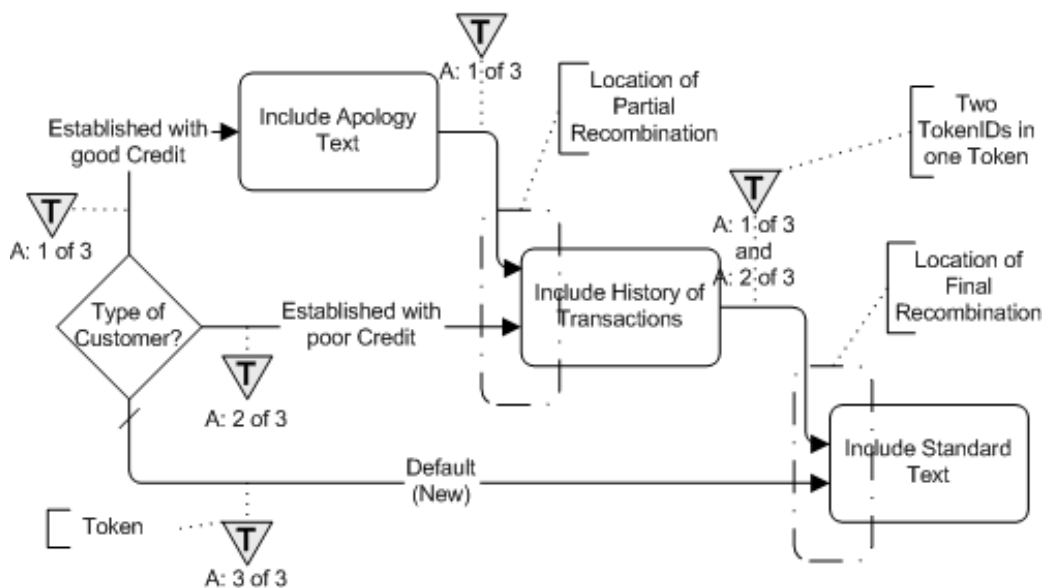 T
A: 1 of 3
Location of
Partial
Recombination
Two
TokenIDs in
one Token
Include Apology
Text
Established with
good Credit
T
A: 1 of 3
T
A: 1 of 3
and
A: 2 of 3
Location of
Final
Recombination
Type of
Customer?
Established with
poor Credit
Include History of
Transactions
T
A: 2 of 3
Default
(New)
Include Standard
Text
Token
T
A: 3 of 3